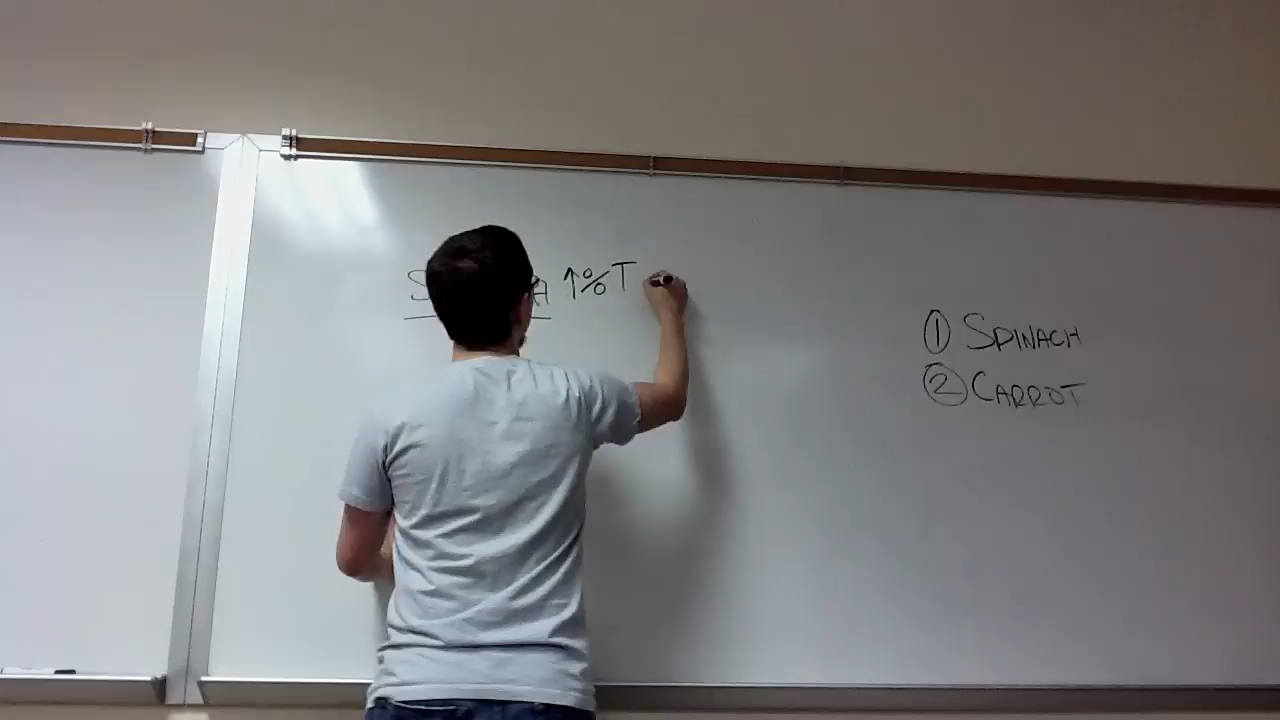 ↑%T
① SPINACH
② CARROT